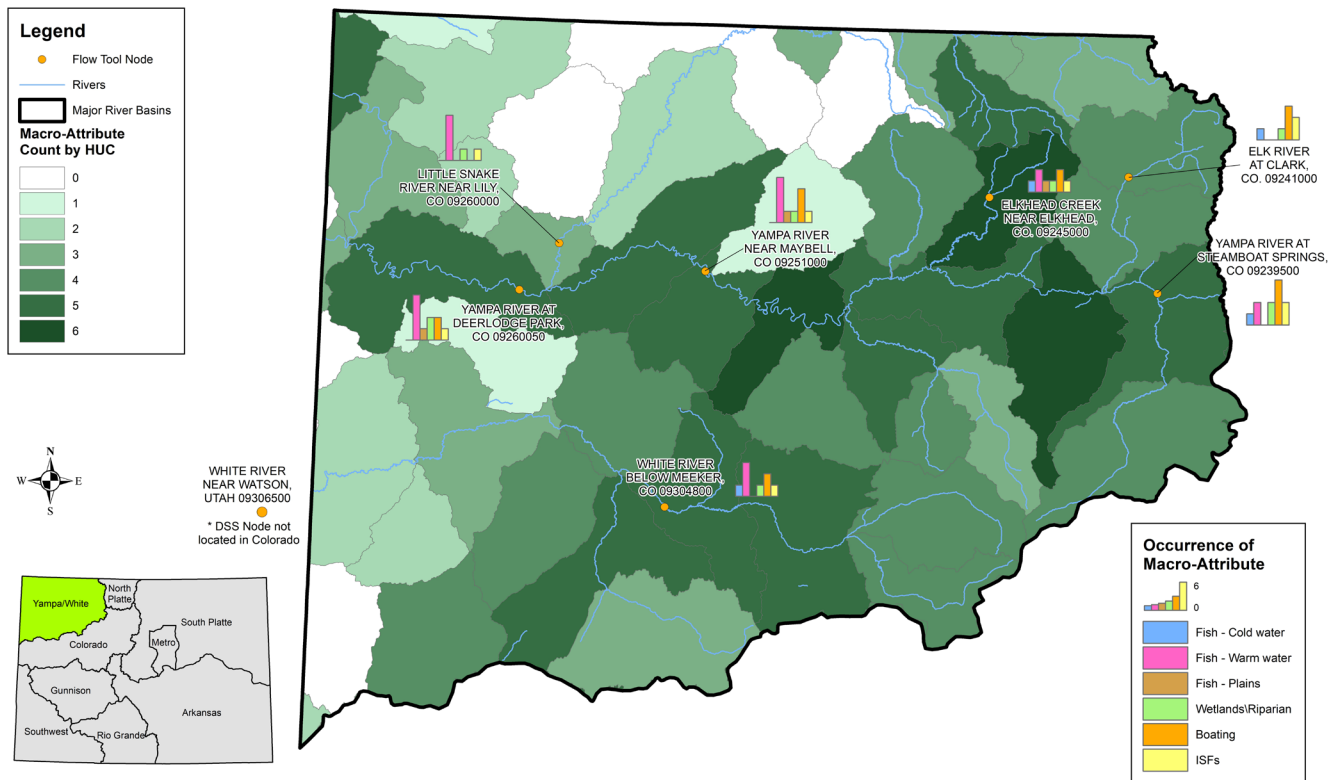 Legend
Flow Tool Node
Rivers
Major River Basins
Macro-Attribute
Count by HUC
0
1
2
3
4
5
6
LITTLE SNAKE
RIVER NEAR LILY,
CO 09260000
YAMPA RIVER
NEAR MAYBELL,
CO 09251000
ELKHEAD CREEK
NEAR ELKHEAD,
CO. 09245000
ELK RIVER
AT CLARK,
CO. 09241000
YAMPA RIVER AT
STEAMBOAT SPRINGS,
CO 09239500
YAMPA RIVER AT
DEERLODGE PARK,
CO 09260050
WHITE RIVER
BELOW MEEKER,
CO 09304800
N
W E
S
WHITE RIVER
NEAR WATSON,
UTAH 09306500
* DSS Node not
located in Colorado
Yampa/White
North
Platte
South Platte
Colorado
Metro
Gunnison
Arkansas
Southwest
Rio Grande
Occurrence of
Macro-Attribute
6
0
Fish - Cold water
Fish - Warm water
Fish - Plains
Wetlands\Riparian
Boating
ISFs